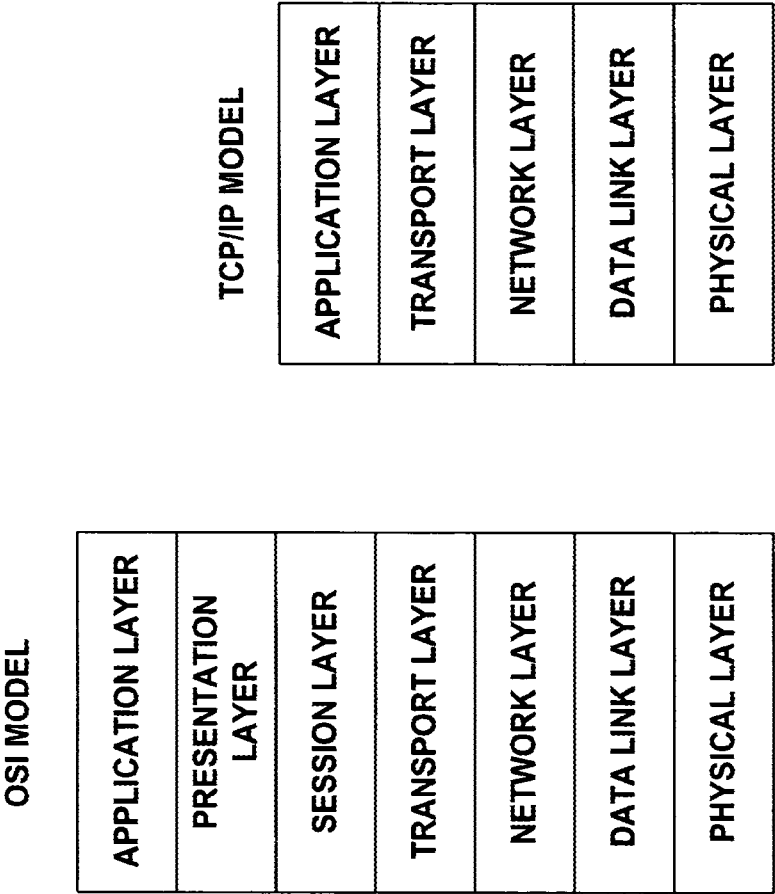 OSI MODEL
APPLICATION LAYER
PRESENTATION
LAYER
SESSION LAYER
TRANSPORT LAYER
NETWORK LAYER
DATA LINK LAYER
PHYSICAL LAYER
TCP/IP MODEL
APPLICATION LAYER
TRANSPORT LAYER
NETWORK LAYER
DATA LINK LAYER
PHYSICAL LAYER